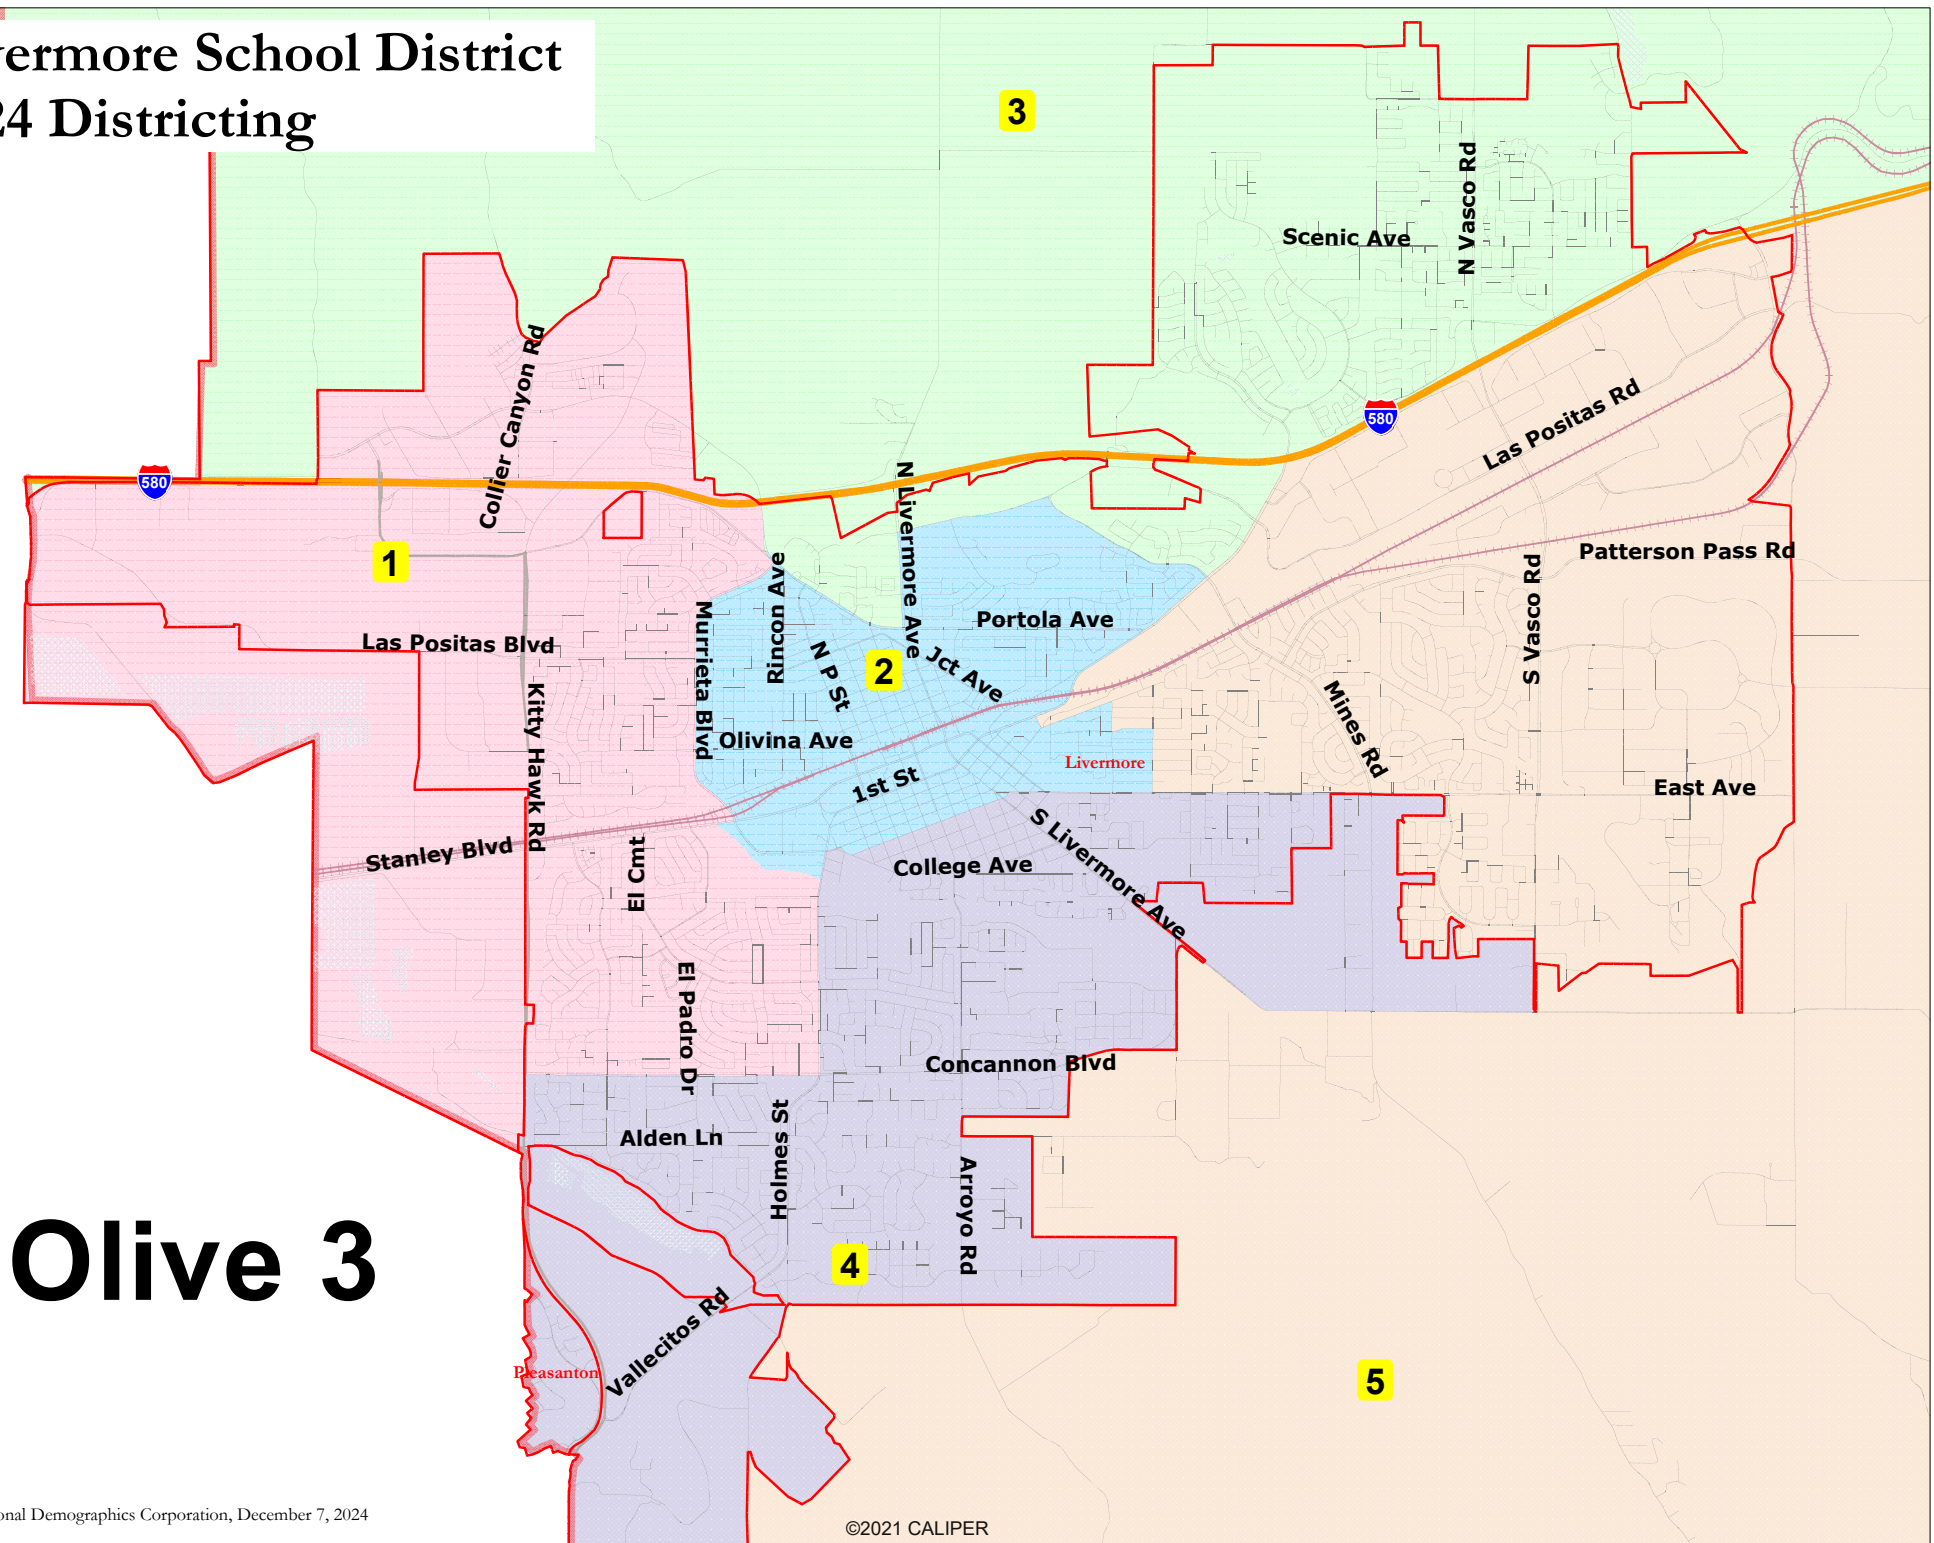 vermore School District
24 Districting
3
N Vasco Rd
Scenic Ave
Collier Canyon Rd
580
Las Positas Rd
580
N Livermore Ave
1
Patterson Pass Rd
Rincon Ave
S Vasco Rd
Portola Ave
Murrieta Blvd
Las Positas Blvd
2
N P St
Jct Ave
Kitty Hawk Rd
Mines Rd
Olivina Ave
Livermore
1st St
East Ave
S Livermore Ave
Stanley Blvd
El Cmt
College Ave
El Padro Dr
Concannon Blvd
Alden Ln
Holmes St
Arroyo Rd
Olive 3
4
Vallecitos Rd
Pleasanton
5
onal Demographics Corporation, December 7, 2024
©2021 CALIPER